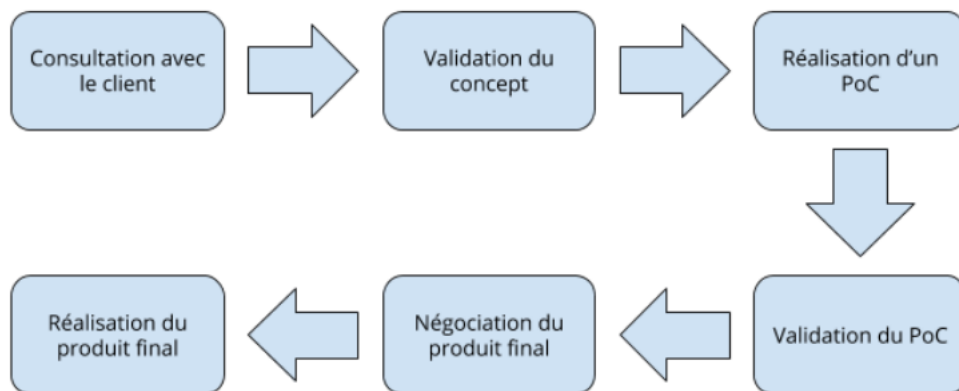 Consultation avec
le client
Validation du
concept
Réalisation d'un
PoC
Validation du PoC
Négociation du
produit final
Réalisation du
produit final